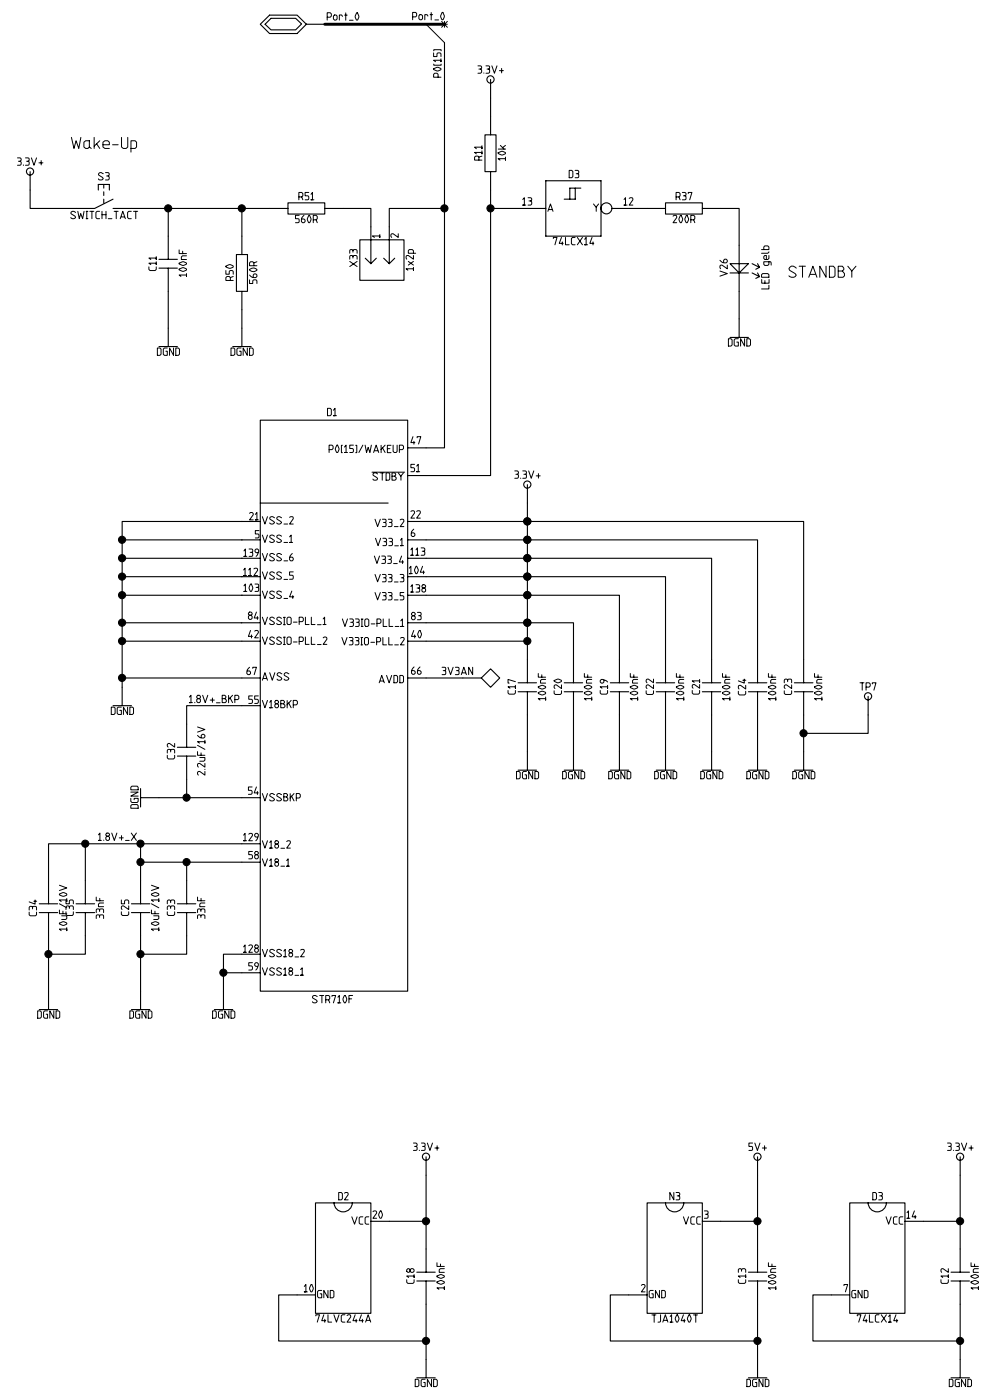 Port_0 Port_0
P0[15]
3.3V+
R11
10k
Wake-Up
3.3V+
S3
SWITCH_TACT
C11
100nF
R50
560R
R51
560R
X33
1
2
1x2p
DGND
DGND
D3
13 A Y 12
74LCX14
R37
200R
V26
LED gelb
STANDBY
DGND
D1
P0[15]/WAKEUP 47
STDBY 51
3.3V+
21 VSS_2
5 VSS_1
139 VSS_6
112 VSS_5
103 VSS_4
84 VSSIO-PLL_1
42 VSSIO-PLL_2
67 AVSS
V33_2 22
V33_1 6
V33_4 113
V33_3 104
V33_5 138
V33IO-PLL_1 83
V33IO-PLL_2 40
AVDD 66 3V3AN
DGND
1.8V+_BKP 55 V18BKP
C32
2.2uF/16V
DGND
54 VSSBKP
1.8V+_X 129 V18_2
58 V18_1
C34
10uF/10V
C35
33nF
C25
10uF/10V
C33
33nF
128 VSS18_2
59 VSS18_1
STR710F
DGND
DGND
DGND
C17
100nF
C20
100nF
C19
100nF
C22
100nF
C21
100nF
C24
100nF
C23
100nF
TP7
DGND
DGND
DGND
DGND
DGND
DGND
DGND
3.3V+
D2
VCC 20
C18
100nF
10 GND
74LVC244A
DGND
5V+
N3
VCC 3
C13
100nF
2 GND
TJA1040T
DGND
3.3V+
D3
VCC 14
C12
100nF
7 GND
74LCX14
DGND